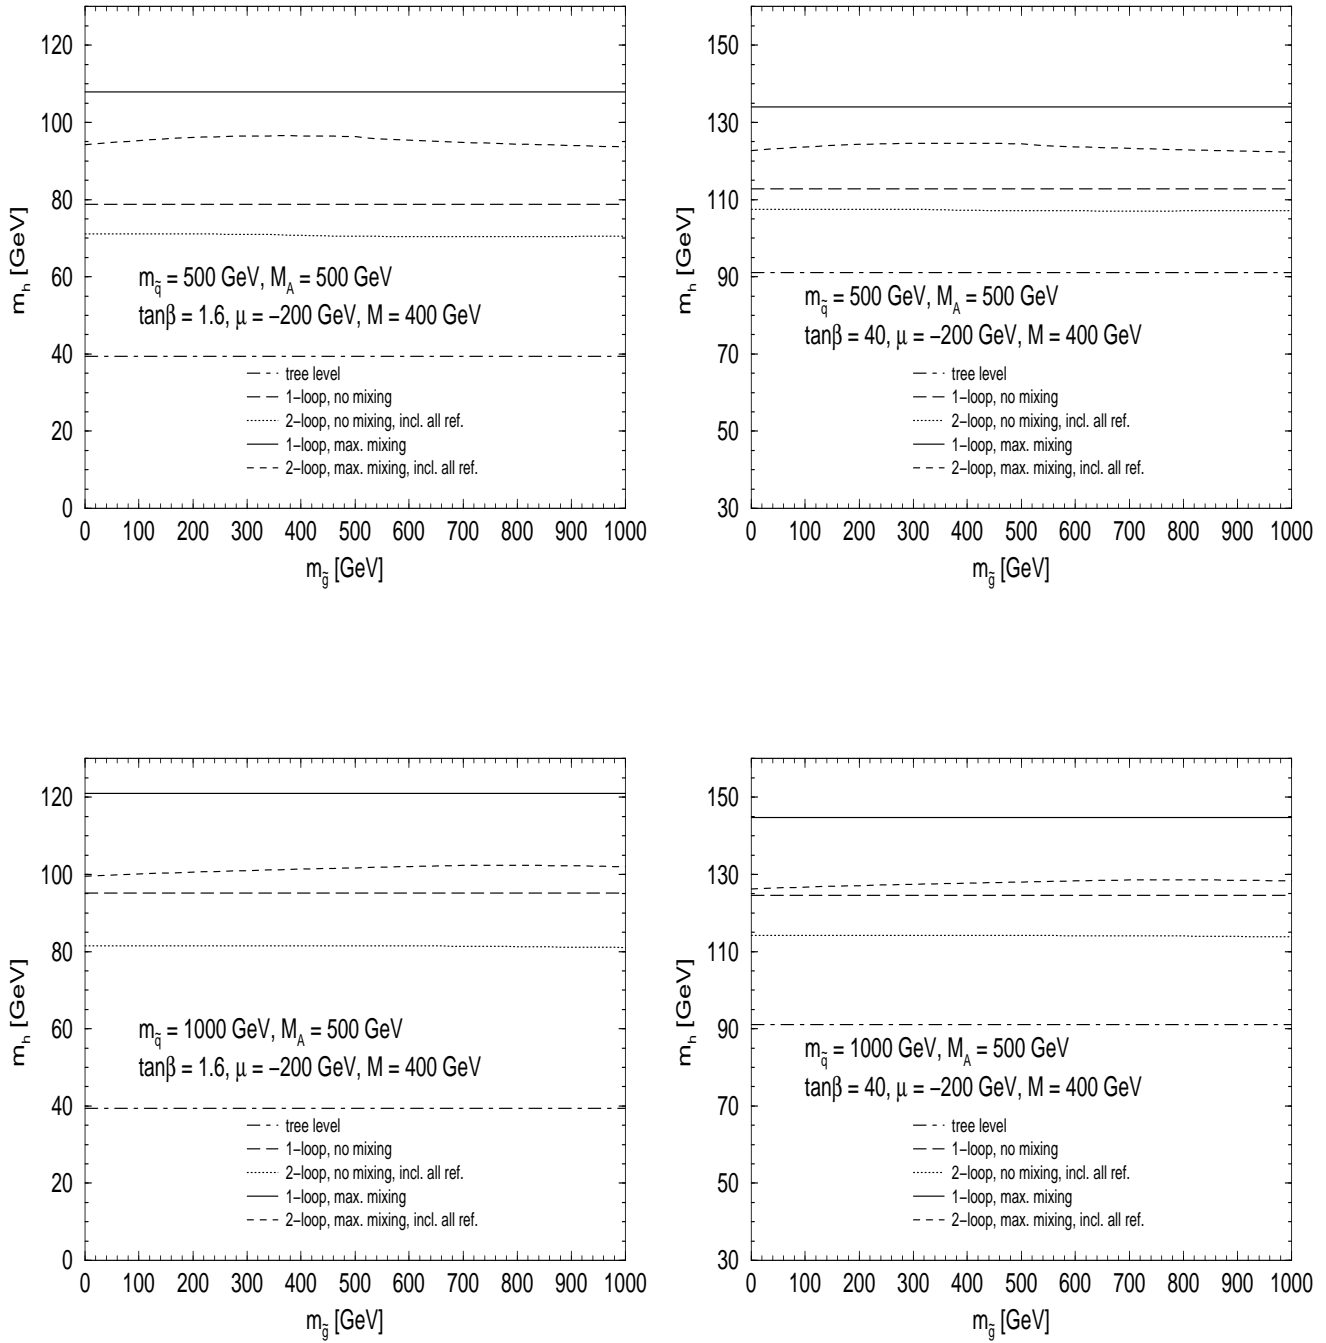 120
100
80
60
40
20
0
m_h [GeV]
m_q̃ = 500 GeV, M_A = 500 GeV
tanβ = 1.6, μ = −200 GeV, M = 400 GeV
tree level
1−loop, no mixing
2−loop, no mixing, incl. all ref.
1−loop, max. mixing
2−loop, max. mixing, incl. all ref.
0 100 200 300 400 500 600 700 800 900 1000
m_g̃ [GeV]
150
130
110
90
70
50
30
m_h [GeV]
m_q̃ = 500 GeV, M_A = 500 GeV
tanβ = 40, μ = −200 GeV, M = 400 GeV
tree level
1−loop, no mixing
2−loop, no mixing, incl. all ref.
1−loop, max. mixing
2−loop, max. mixing, incl. all ref.
0 100 200 300 400 500 600 700 800 900 1000
m_g̃ [GeV]
120
100
80
60
40
20
0
m_h [GeV]
m_q̃ = 1000 GeV, M_A = 500 GeV
tanβ = 1.6, μ = −200 GeV, M = 400 GeV
tree level
1−loop, no mixing
2−loop, no mixing, incl. all ref.
1−loop, max. mixing
2−loop, max. mixing, incl. all ref.
0 100 200 300 400 500 600 700 800 900 1000
m_g̃ [GeV]
150
130
110
90
70
50
30
m_h [GeV]
m_q̃ = 1000 GeV, M_A = 500 GeV
tanβ = 40, μ = −200 GeV, M = 400 GeV
tree level
1−loop, no mixing
2−loop, no mixing, incl. all ref.
1−loop, max. mixing
2−loop, max. mixing, incl. all ref.
0 100 200 300 400 500 600 700 800 900 1000
m_g̃ [GeV]